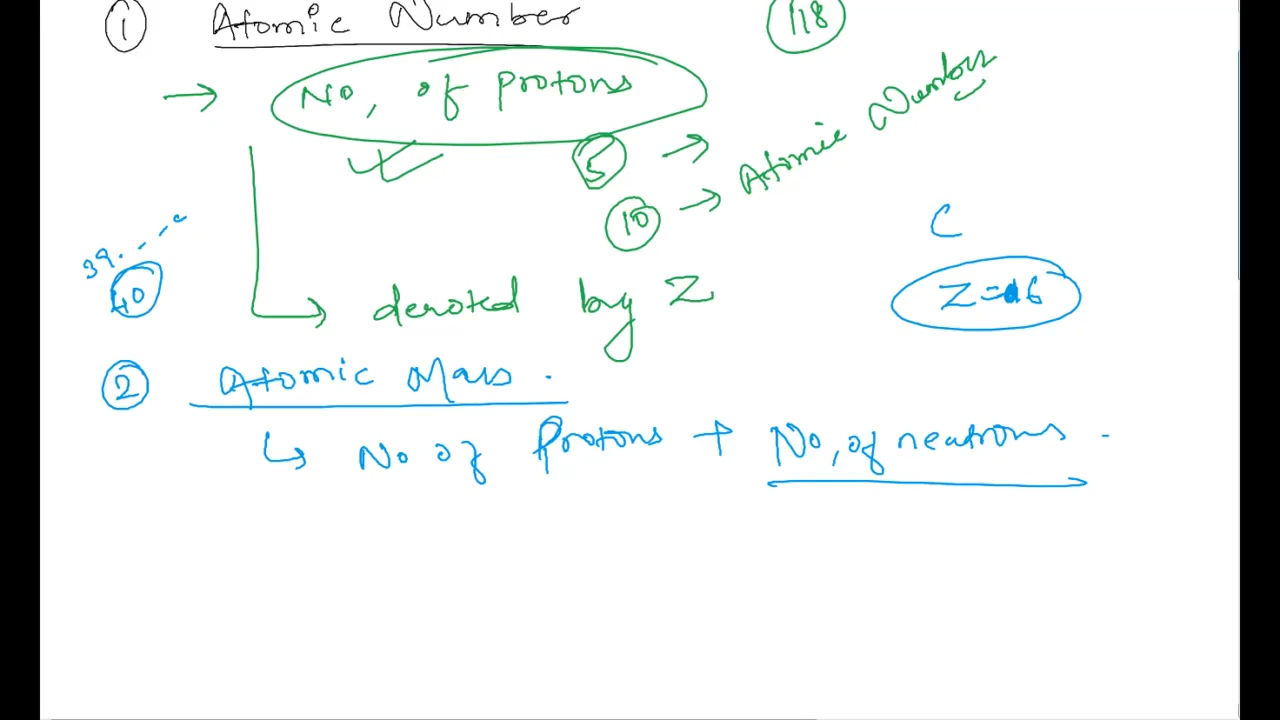 ① Atomic Number
118
→ No, of protons
5 →
10 → Atomic Number
C
39.---
40
denoted by Z
Z = 6
② Atomic Mass.
↳ No of Protons + No, of neutrons.